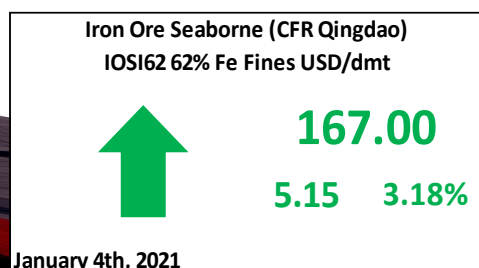 Iron Ore Seaborne (CFR Qingdao)
IOSI62 62% Fe Fines USD/dmt
167.00
5.15 3.18%
January 4th, 2021